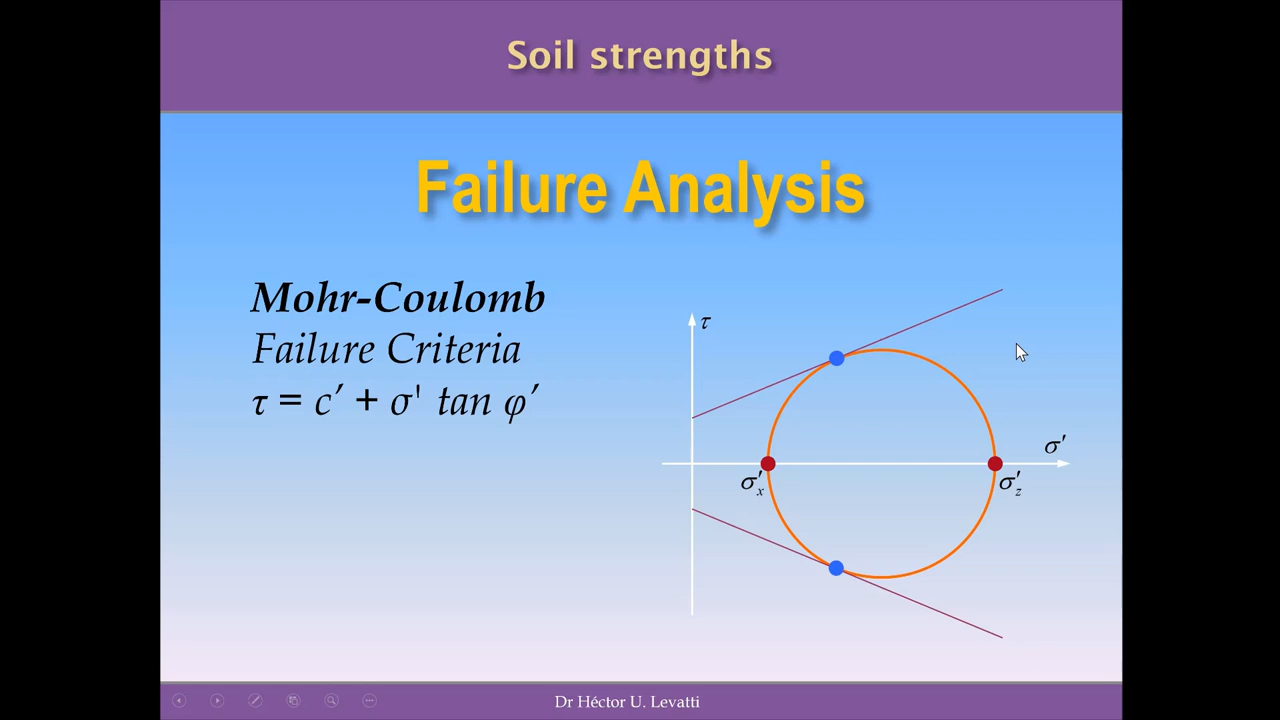 Soil strengths
Failure Analysis
Mohr-Coulomb
Failure Criteria
τ = c′ + σ' tan φ′
τ
σ′
σ′x
σ′z
Dr Héctor U. Levatti